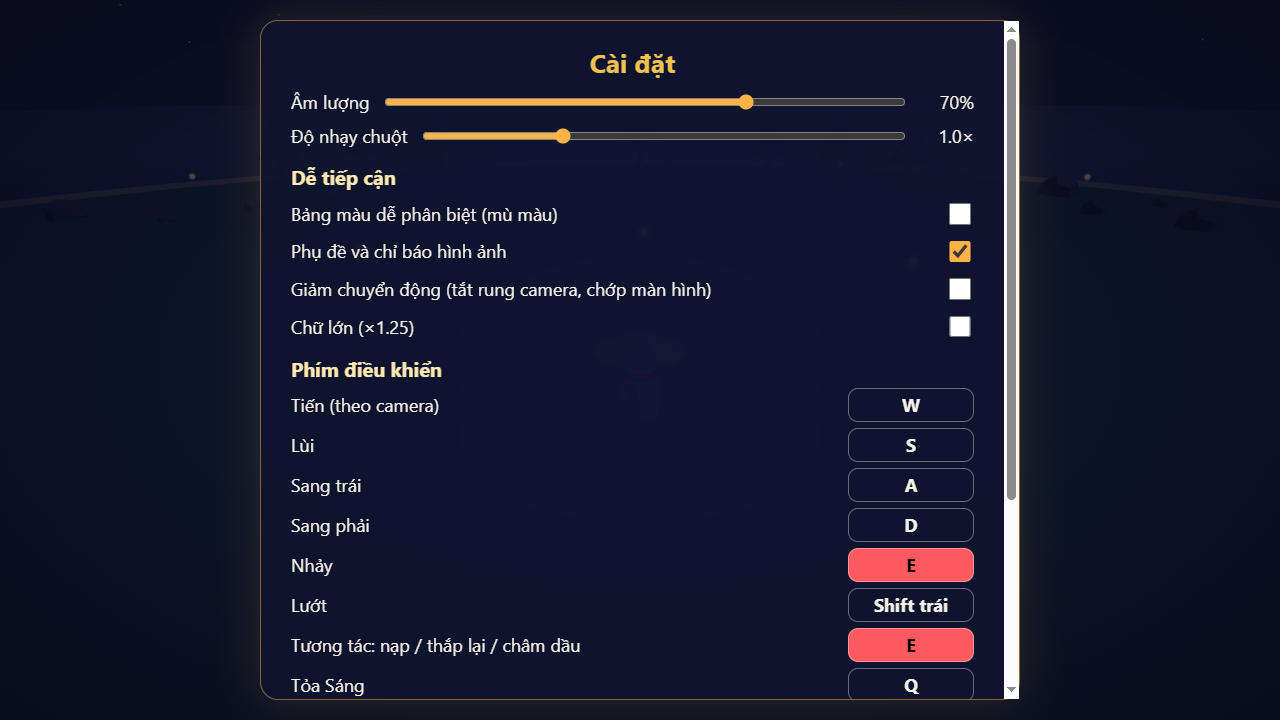 Cài đặt
Âm lượng 70%
Độ nhạy chuột 1.0×
Dễ tiếp cận
Bảng màu dễ phân biệt (mù màu)
Phụ đề và chỉ báo hình ảnh
Giảm chuyển động (tắt rung camera, chớp màn hình)
Chữ lớn (×1.25)
Phím điều khiển
Tiến (theo camera) W
Lùi S
Sang trái A
Sang phải D
Nhảy E
Lướt Shift trái
Tương tác: nạp / thắp lại / châm dầu E
Tỏa Sáng Q